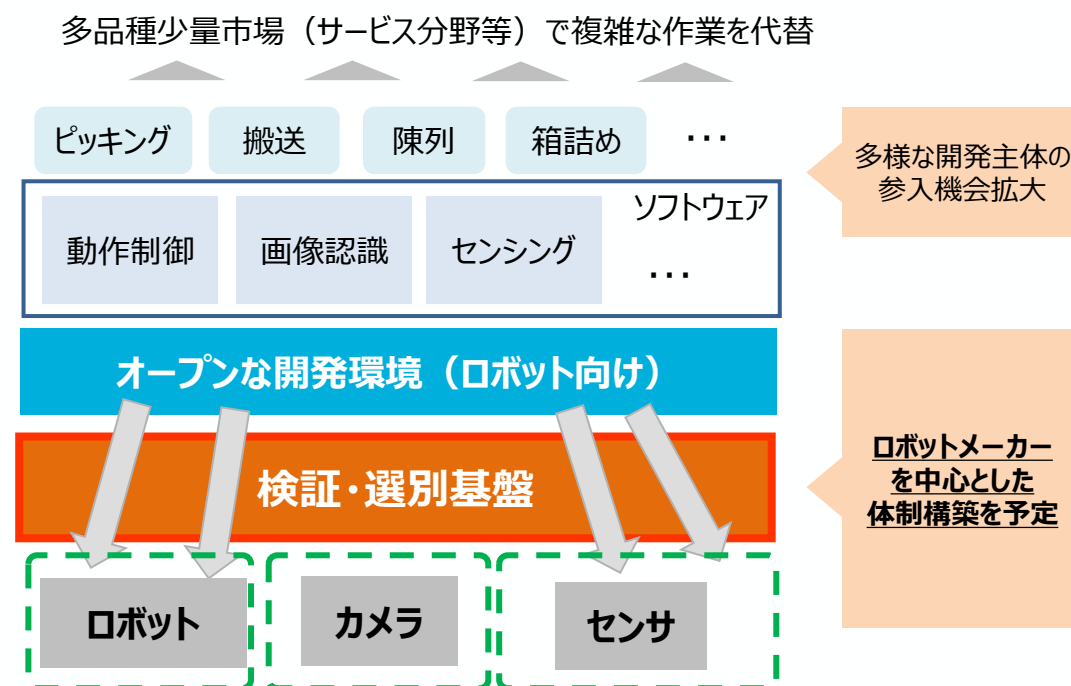 多品種少量市場（サービス分野等）で複雑な作業を代替
ピッキング
搬送
陳列
箱詰め
…
多様な開発主体の
参入機会拡大
ソフトウェア
動作制御
画像認識
センシング
…
オープンな開発環境（ロボット向け）
検証・選別基盤
ロボットメーカー
を中心とした
体制構築を予定
ロボット
カメラ
センサ